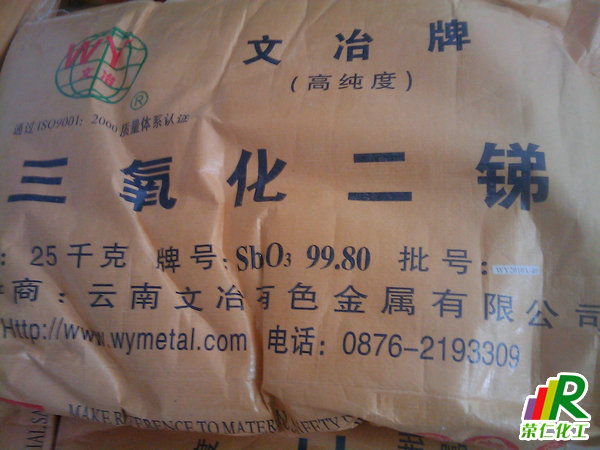 WY
文冶
®
文冶牌
(高纯度)
通过ISO9001:2000质量体系认证
三氧化二锑
: 25千克 牌号: SbO3 99.80 批号:
商: 云南文冶有色金属有限公司
Http://www.wymetal.com 电话: 0876-2193309
MAKE REFERENCE TO MATERIAL SAFETY
R
荣仁化工